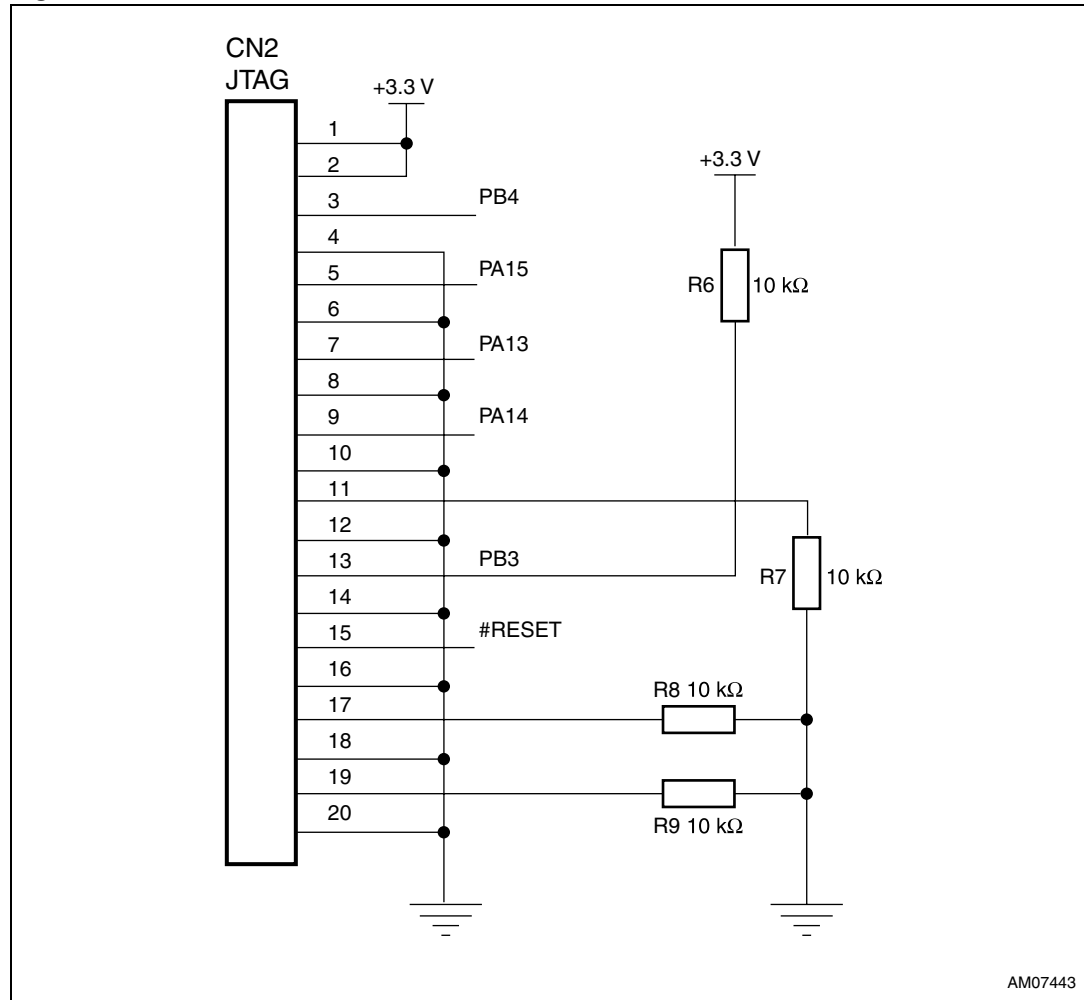 CN2
JTAG
+3.3 V
1
2
3
PB4
4
5
PA15
6
7
PA13
8
9
PA14
10
11
12
13
PB3
14
15
#RESET
16
17
18
19
20
+3.3 V
R6
10 kΩ
R7
10 kΩ
R8 10 kΩ
R9 10 kΩ
AM07443